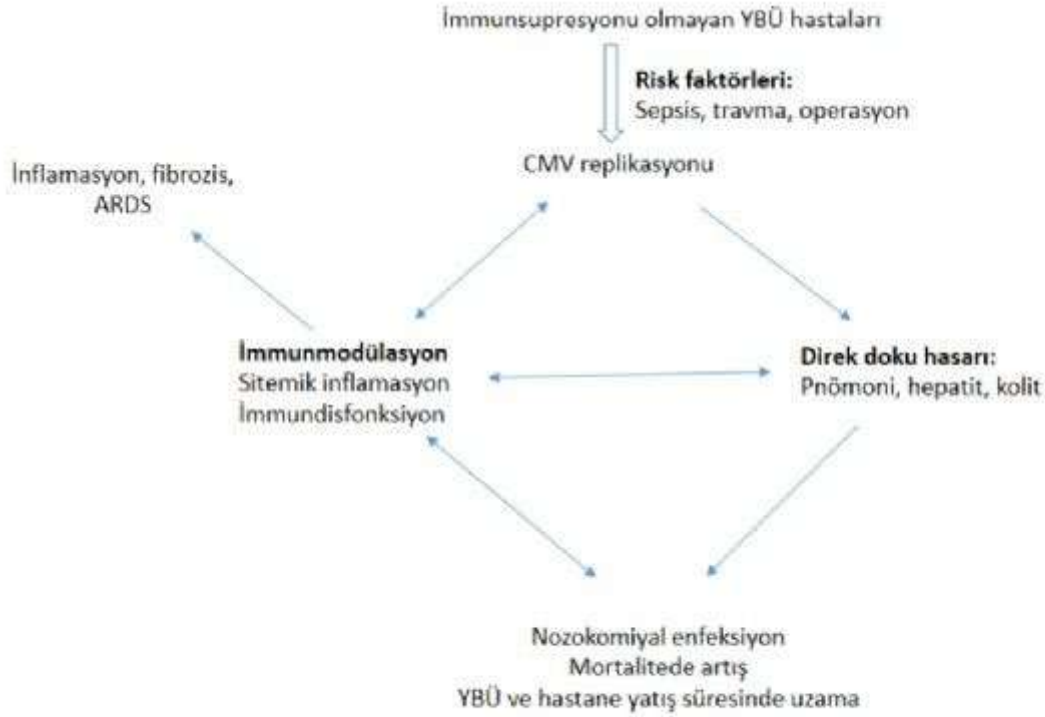 İmmunsupresyonu olmayan YBÜ hastaları
Risk faktörleri:
Sepsis, travma, operasyon
CMV replikasyonu
İnflamasyon, fibrozis,
ARDS
İmmunmodülasyon
Sitemik inflamasyon
İmmundisfonksiyon
Direk doku hasarı:
Pnömoni, hepatit, kolit
Nozokomiyal enfeksiyon
Mortalitede artış
YBÜ ve hastane yatış süresinde uzama